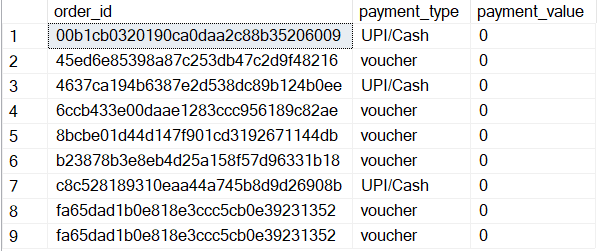 order_id payment_type payment_value
1 00b1cb0320190ca0daa2c88b35206009 UPI/Cash 0
2 45ed6e85398a87c253db47c2d9f48216 voucher 0
3 4637ca194b6387e2d538dc89b124b0ee UPI/Cash 0
4 6ccb433e00daae1283ccc956189c82ae voucher 0
5 8bcbe01d44d147f901cd3192671144db voucher 0
6 b23878b3e8eb4d25a158f57d96331b18 voucher 0
7 c8c528189310eaa44a745b8d9d26908b UPI/Cash 0
8 fa65dad1b0e818e3ccc5cb0e39231352 voucher 0
9 fa65dad1b0e818e3ccc5cb0e39231352 voucher 0